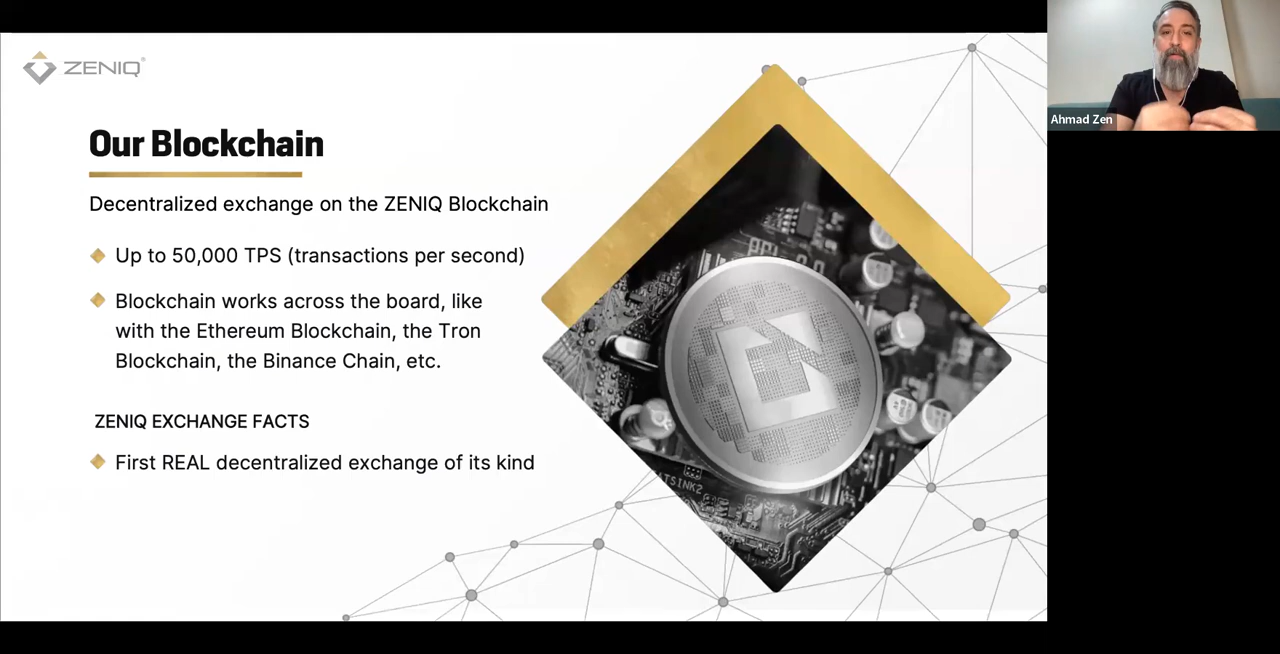 ZENIQ®
Our Blockchain
Decentralized exchange on the ZENIQ Blockchain
Up to 50,000 TPS (transactions per second)
Blockchain works across the board, like
with the Ethereum Blockchain, the Tron
Blockchain, the Binance Chain, etc.
ZENIQ EXCHANGE FACTS
First REAL decentralized exchange of its kind
Ahmad Zen